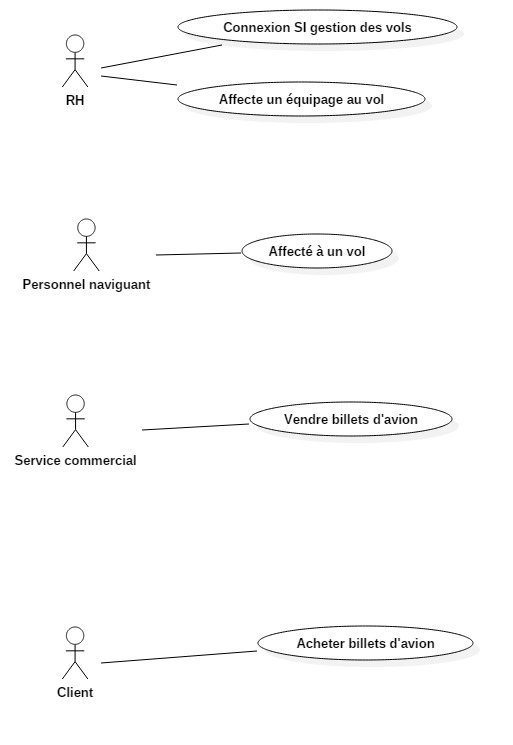 Connexion SI gestion des vols
RH
Affecte un équipage au vol
Affecté à un vol
Personnel naviguant
Vendre billets d'avion
Service commercial
Acheter billets d'avion
Client